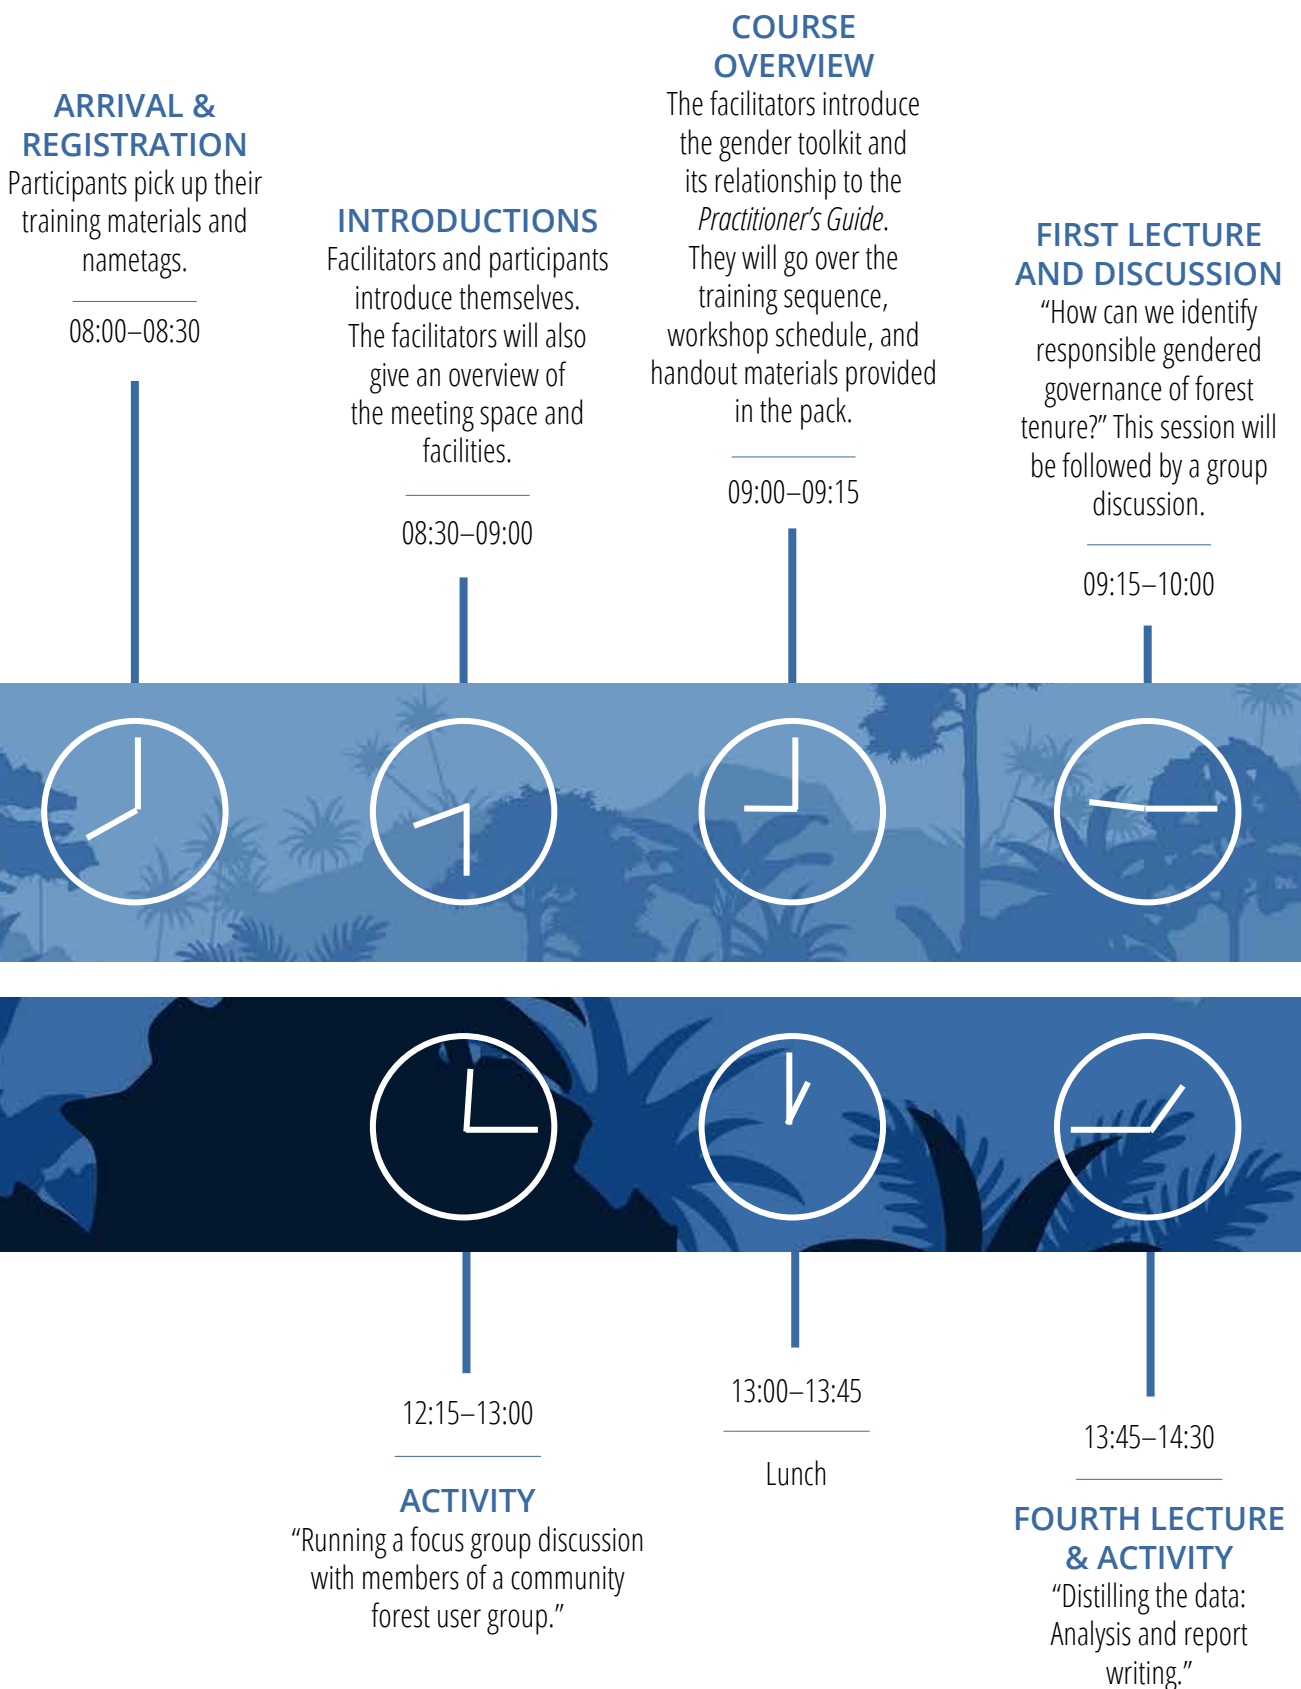 ARRIVAL &
REGISTRATION
Participants pick up their
training materials and
nametags.
08:00–08:30
INTRODUCTIONS
Facilitators and participants
introduce themselves.
The facilitators will also
give an overview of
the meeting space and
facilities.
08:30–09:00
COURSE
OVERVIEW
The facilitators introduce
the gender toolkit and
its relationship to the
Practitioner’s Guide.
They will go over the
training sequence,
workshop schedule, and
handout materials provided
in the pack.
09:00–09:15
FIRST LECTURE
AND DISCUSSION
“How can we identify
responsible gendered
governance of forest
tenure?” This session will
be followed by a group
discussion.
09:15–10:00
12:15–13:00
ACTIVITY
“Running a focus group discussion
with members of a community
forest user group.”
13:00–13:45
Lunch
13:45–14:30
FOURTH LECTURE
& ACTIVITY
“Distilling the data:
Analysis and report
writing.”